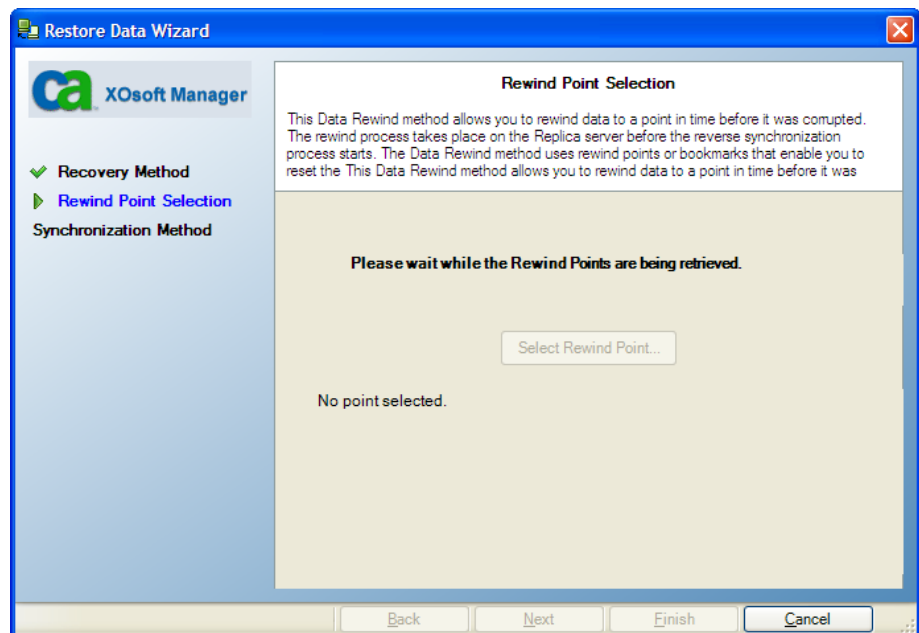 Restore Data Wizard
ca XOsoft Manager
Recovery Method
Rewind Point Selection
Synchronization Method
Rewind Point Selection
This Data Rewind method allows you to rewind data to a point in time before it was corrupted.
The rewind process takes place on the Replica server before the reverse synchronization
process starts. The Data Rewind method uses rewind points or bookmarks that enable you to
reset the This Data Rewind method allows you to rewind data to a point in time before it was
Please wait while the Rewind Points are being retrieved.
Select Rewind Point...
No point selected.
Back Next Finish Cancel